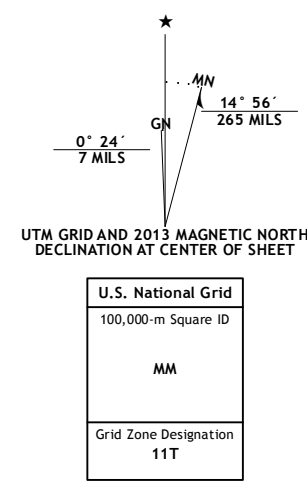 ★
MN
GN
14° 56´
265 MILS
0° 24´
7 MILS
UTM GRID AND 2013 MAGNETIC NORTH
DECLINATION AT CENTER OF SHEET
U.S. National Grid
100,000-m Square ID
MM
Grid Zone Designation
11T